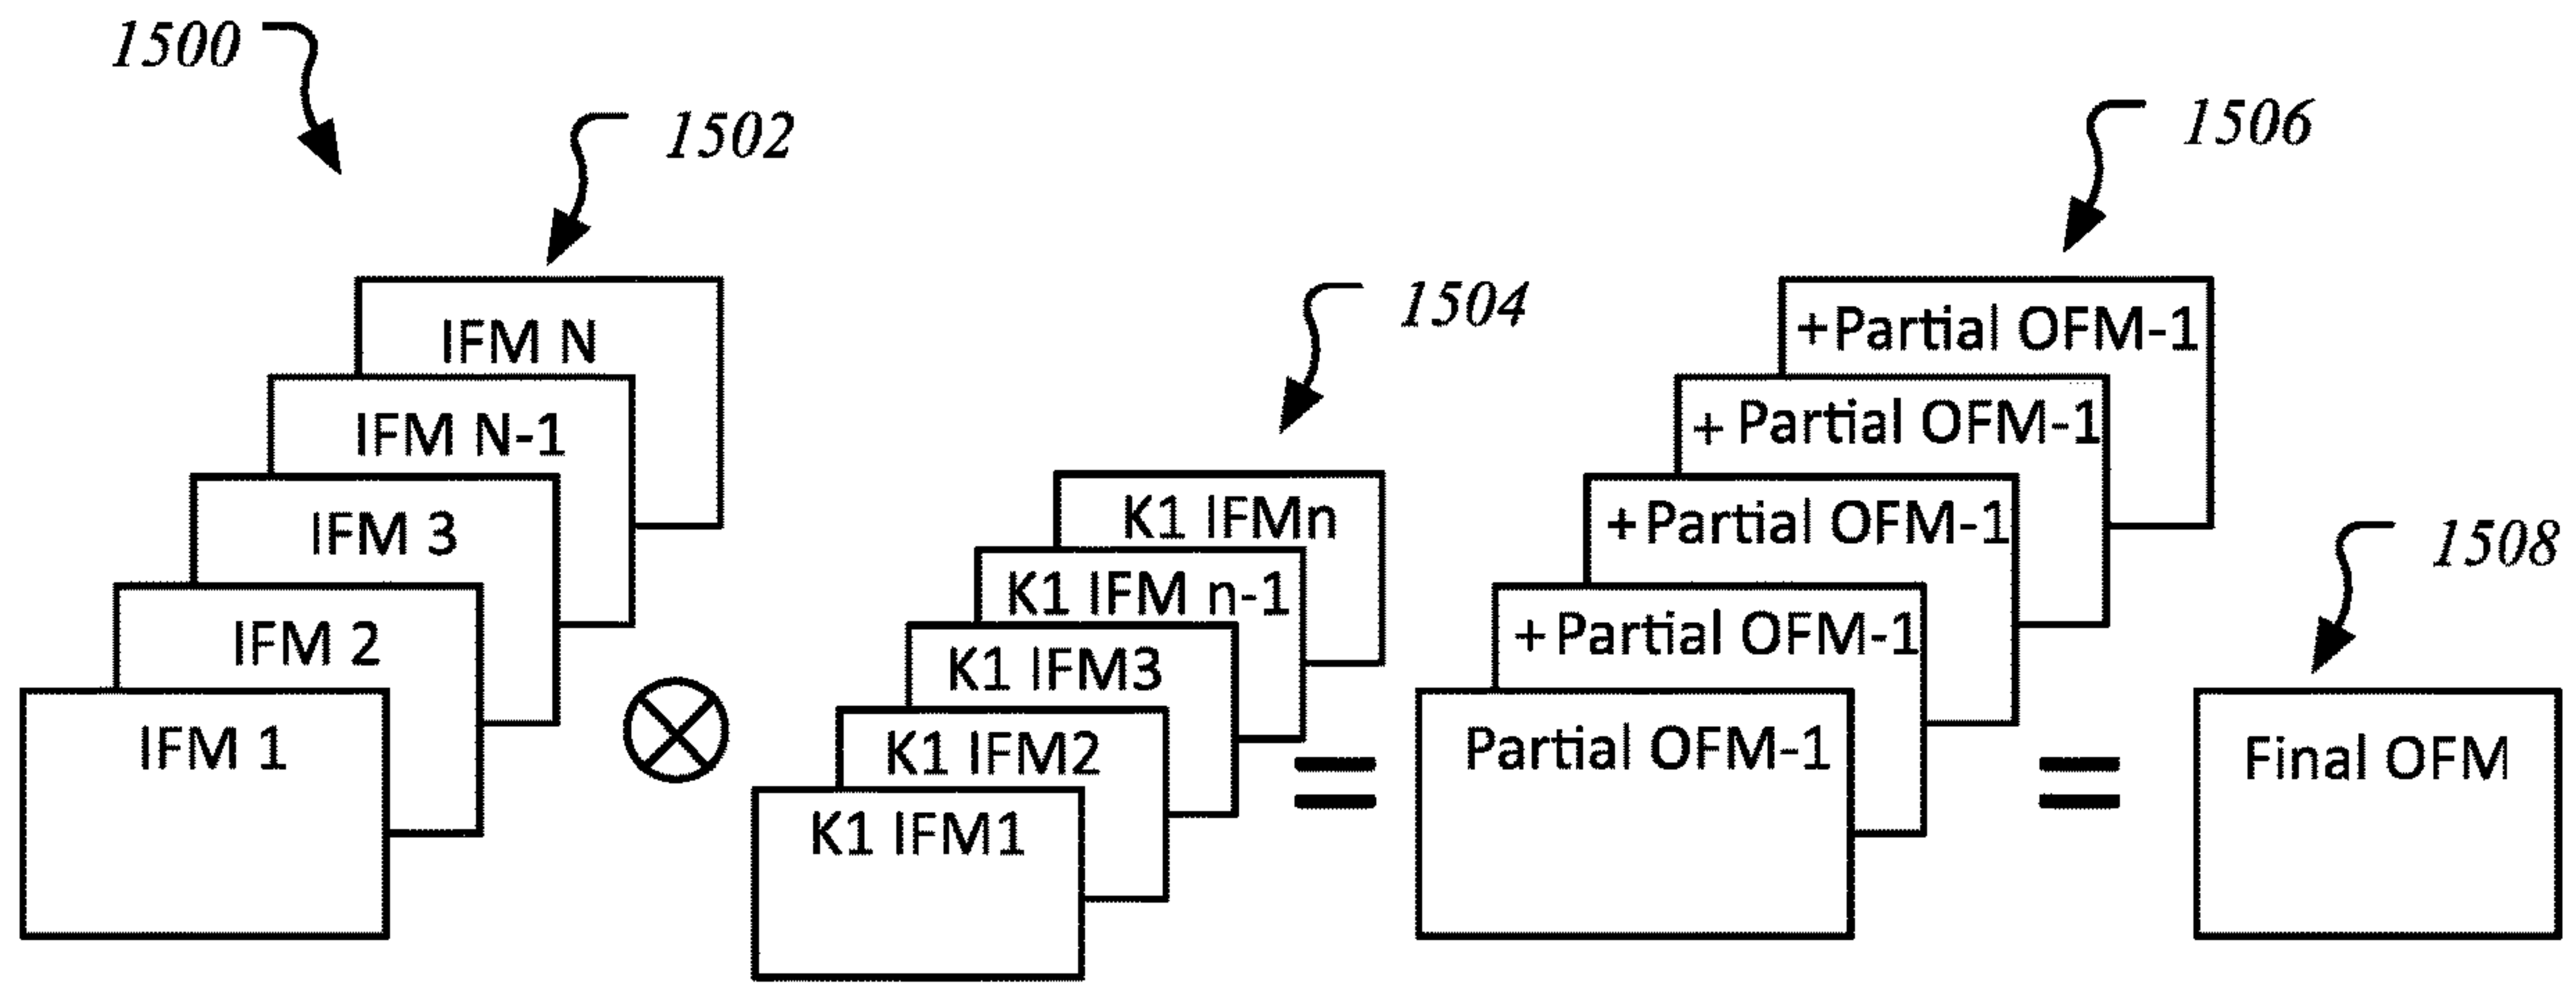 1500
1502
IFM N
IFM N-1
IFM 3
IFM 2
IFM 1
1504
K1 IFMn
K1 IFM n-1
K1 IFM3
K1 IFM2
K1 IFM1
=
1506
+Partial OFM-1
+ Partial OFM-1
+Partial OFM-1
+Partial OFM-1
Partial OFM-1
=
1508
Final OFM